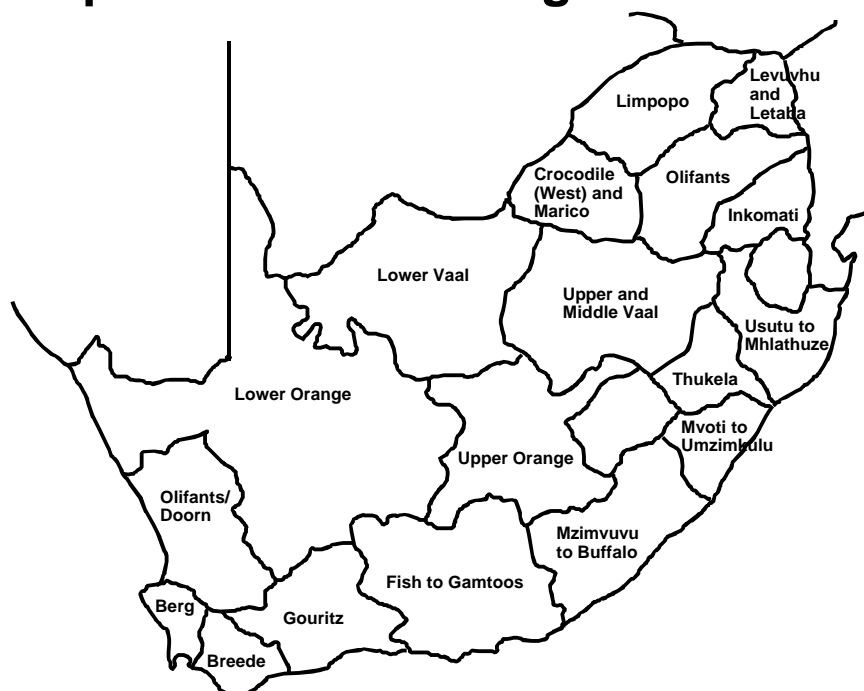 Limpopo
Levuvhu
and
Letaba
Crocodile
(West) and
Marico
Olifants
Inkomati
Lower Vaal
Upper and
Middle Vaal
Usutu to
Mhlathuze
Lower Orange
Thukela
Upper Orange
Mvoti to
Umzimkulu
Olifants/
Doorn
Mzimvuvu
to Buffalo
Fish to Gamtoos
Berg
Gouritz
Breede